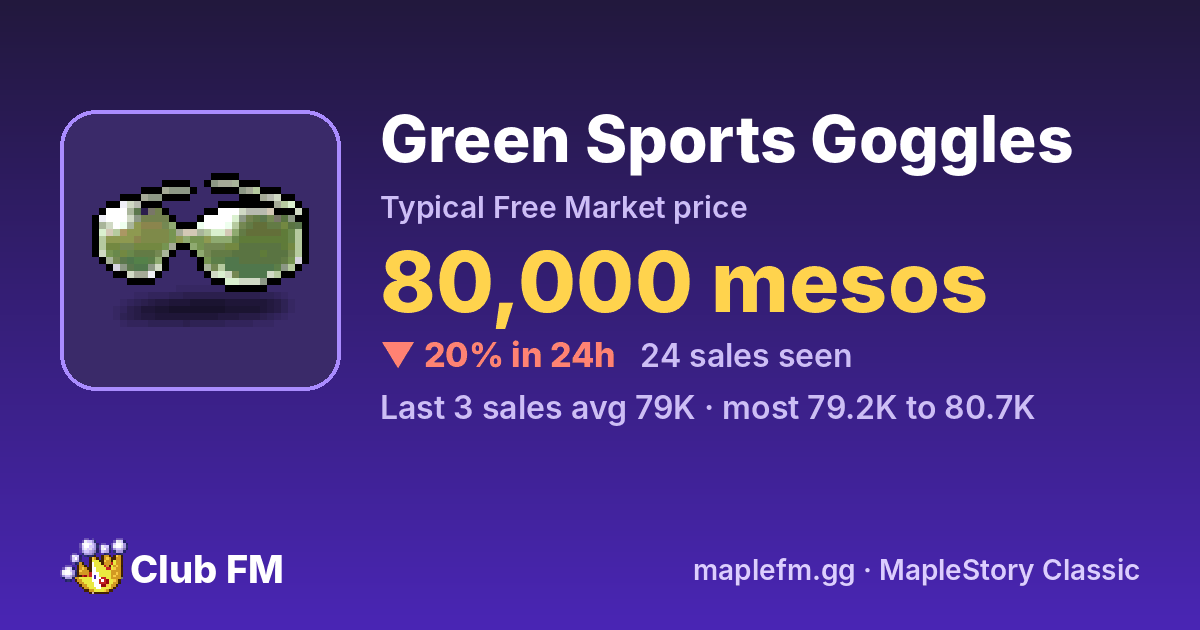 Green Sports Goggles
Typical Free Market price
80,000 mesos
▼ 20% in 24h 24 sales seen
Last 3 sales avg 79K · most 79.2K to 80.7K
Club FM
maplefm.gg · MapleStory Classic